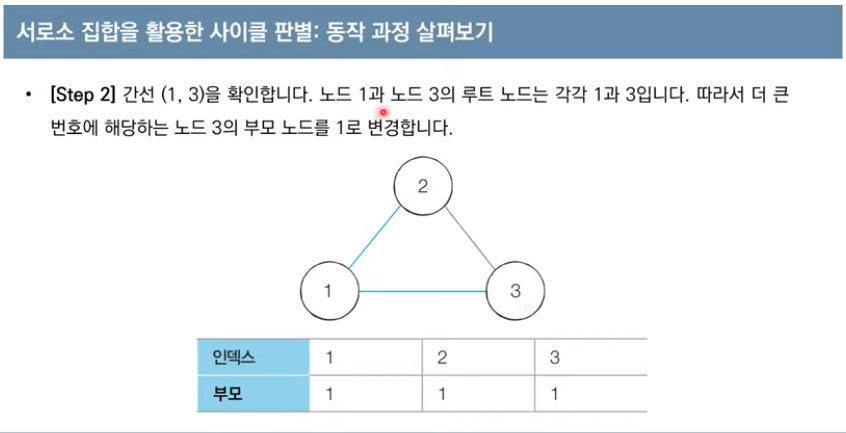 서로소 집합을 활용한 사이클 판별: 동작 과정 살펴보기
• [Step 2] 간선 (1, 3)을 확인합니다. 노드 1과 노드 3의 루트 노드는 각각 1과 3입니다. 따라서 더 큰
번호에 해당하는 노드 3의 부모 노드를 1로 변경합니다.
2
1 3
인덱스 1 2 3
부모 1 1 1